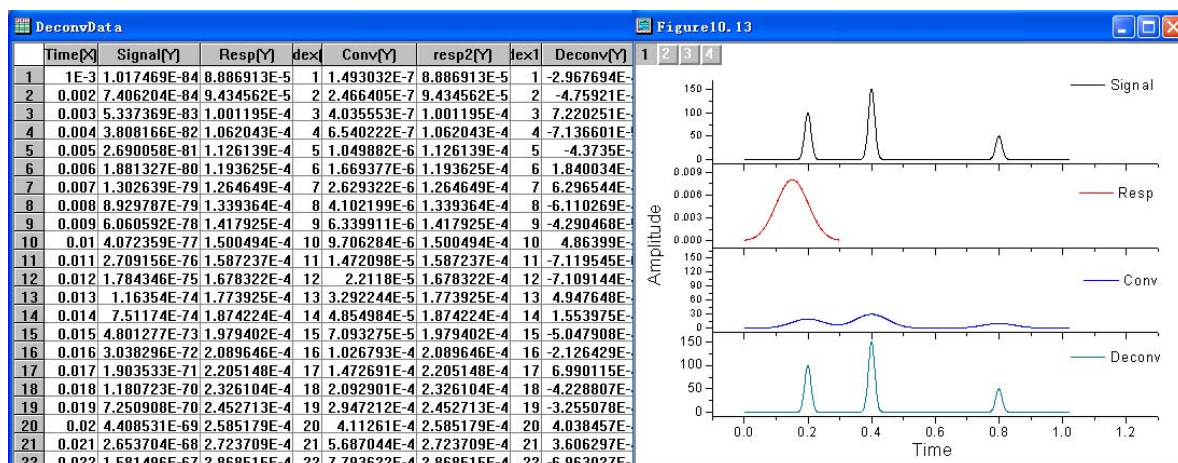 DeconvData
Time(X) Signal(Y) Resp(Y) dex( Conv(Y) resp2(Y) dex1 Deconv(Y)
1 1E-3 1.017469E-84 8.886913E-5 1 1.493032E-7 8.886913E-5 1 -2.967694E-
2 0.002 7.406204E-84 9.434562E-5 2 2.466405E-7 9.434562E-5 2 -4.75921E-
3 0.003 5.337369E-83 1.001195E-4 3 4.035553E-7 1.001195E-4 3 7.220251E-
4 0.004 3.808166E-82 1.062043E-4 4 6.540222E-7 1.062043E-4 4 -7.136601E-
5 0.005 2.690058E-81 1.126139E-4 5 1.049882E-6 1.126139E-4 5 -4.3735E-
6 0.006 1.881327E-80 1.193625E-4 6 1.669377E-6 1.193625E-4 6 1.840034E-
7 0.007 1.302639E-79 1.264649E-4 7 2.629322E-6 1.264649E-4 7 6.296544E-
8 0.008 8.929787E-79 1.339364E-4 8 4.102199E-6 1.339364E-4 8 -6.110269E-
9 0.009 6.060592E-78 1.417925E-4 9 6.339911E-6 1.417925E-4 9 -4.290468E-
10 0.01 4.072359E-77 1.500494E-4 10 9.706284E-6 1.500494E-4 10 4.86399E-
11 0.011 2.709156E-76 1.587237E-4 11 1.472098E-5 1.587237E-4 11 -7.119545E-
12 0.012 1.784346E-75 1.678322E-4 12 2.2118E-5 1.678322E-4 12 -7.109144E-
13 0.013 1.16354E-74 1.773925E-4 13 3.292244E-5 1.773925E-4 13 4.947648E-
14 0.014 7.51174E-74 1.874224E-4 14 4.854984E-5 1.874224E-4 14 1.553975E-
15 0.015 4.801277E-73 1.979402E-4 15 7.093275E-5 1.979402E-4 15 -5.047908E-
16 0.016 3.038296E-72 2.089646E-4 16 1.026793E-4 2.089646E-4 16 -2.126429E-
17 0.017 1.903533E-71 2.205148E-4 17 1.472691E-4 2.205148E-4 17 6.990115E-
18 0.018 1.180723E-70 2.326104E-4 18 2.092901E-4 2.326104E-4 18 -4.228807E-
19 0.019 7.250908E-70 2.452713E-4 19 2.947212E-4 2.452713E-4 19 -3.255078E-
20 0.02 4.408531E-69 2.585179E-4 20 4.11261E-4 2.585179E-4 20 4.038457E-
21 0.021 2.653704E-68 2.723709E-4 21 5.687044E-4 2.723709E-4 21 3.606297E-
Figure10.13
1 2 3 4
Signal
150
100
50
0
Resp
0.009
0.006
0.003
0.000
Conv
150
120
90
60
30
0
Deconv
150
100
50
0
Amplitude
0.0 0.2 0.4 0.6 0.8 1.0 1.2
Time